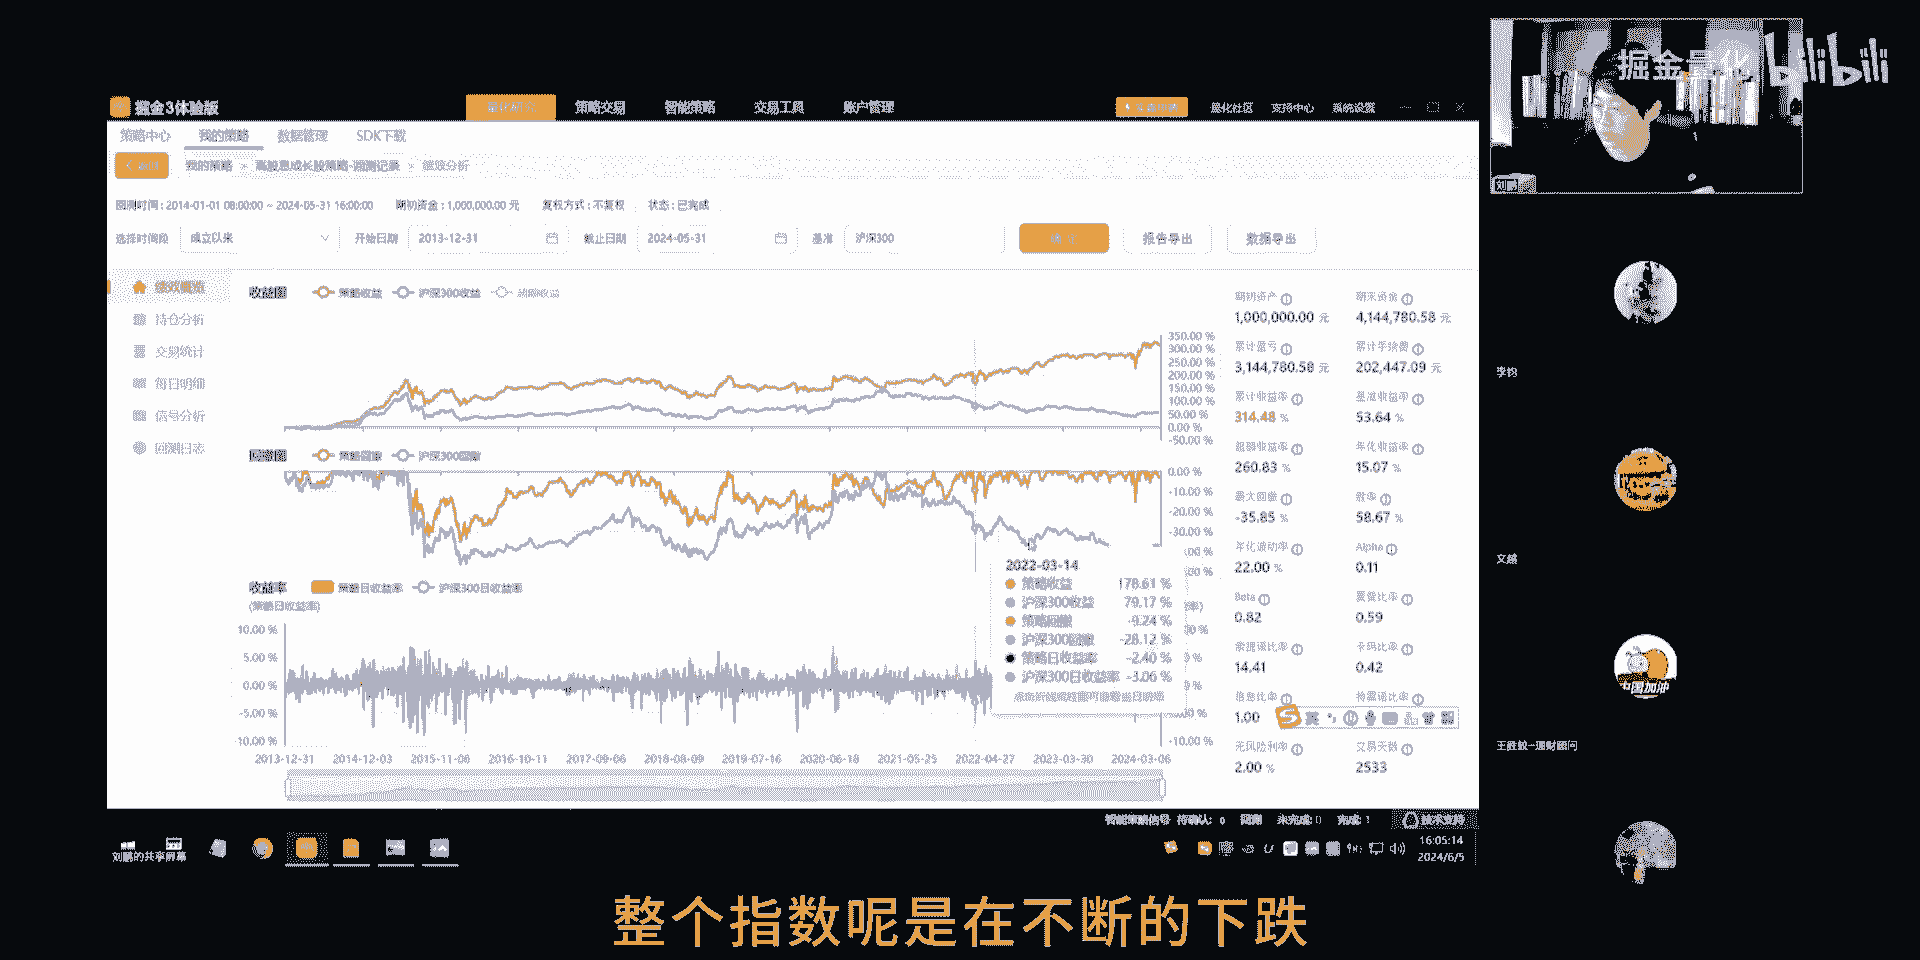 掘金量化 bilibili
掘金3体验版 策略交易 智能策略 交易工具 账户管理 量化社区 支持中心 系统设置
策略中心 我的策略 数据管理 SDK下载
我的策略 > 高股息成长股策略-回测记录 > 绩效分析
回测时间：2014-01-01 08:00:00 ~ 2024-05-31 16:00:00 期初资金：1,000,000.00 元 复权方式：不复权 状态：已完成
选择时间段 成立以来 开始日期 2013-12-31 截止日期 2024-05-31 基准 沪深300 报告导出 数据导出
绩效概览
持仓分析
交易统计
每日明细
信号分析
回测日志
收益图 策略收益 沪深300收益 超额收益
350.00 %
300.00 %
250.00 %
200.00 %
150.00 %
100.00 %
50.00 %
0.00 %
-50.00 %
回撤图 策略回撤 沪深300回撤
0.00 %
-10.00 %
-20.00 %
-30.00 %
收益率 策略日收益率 沪深300日收益率
(策略日收益率)
10.00 %
5.00 %
0.00 %
-5.00 %
10.00 %
-10.00 %
2013-12-31 2014-12-03 2015-11-06 2016-10-11 2017-09-06 2018-08-09 2019-07-16 2020-06-18 2021-05-25 2022-04-27 2023-03-30 2024-03-06
2022-03-14
策略收益 178.61 %
沪深300收益 79.17 %
策略回撤 -9.24 %
沪深300回撤 -28.12 %
策略日收益率 -2.40 %
沪深300日收益率 -3.06 %
期初资产 期末资金
1,000,000.00 元 4,144,780.58 元
累计盈亏 累计手续费
3,144,780.58 元 202,447.09 元
累计收益率 基准收益率
314.48 % 53.64 %
超额收益率 年化收益率
260.83 % 15.07 %
最大回撤 胜率
-35.85 % 58.67 %
年化波动率 Alpha
22.00 % 0.11
Beta 夏普比率
0.82 0.59
索提诺比率 卡玛比率
14.41 0.42
信息比率 特雷诺比率
1.00
无风险利率 交易天数
2.00 % 2533
智能策略信号 待确认：0 回测 未完成：0 完成：1 技术支持
刘鹏的共享屏幕
16:05:14
2024/6/5
李钧
文越
中国加油
整个指数呢是在不断的下跌